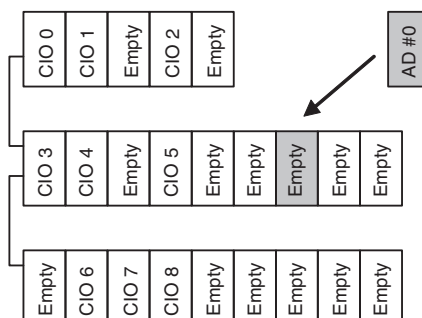 CIO 0
CIO 1
Empty
CIO 2
Empty
AD #0
CIO 3
CIO 4
Empty
CIO 5
Empty
Empty
Empty
Empty
Empty
Empty
CIO 6
CIO 7
CIO 8
Empty
Empty
Empty
Empty
Empty